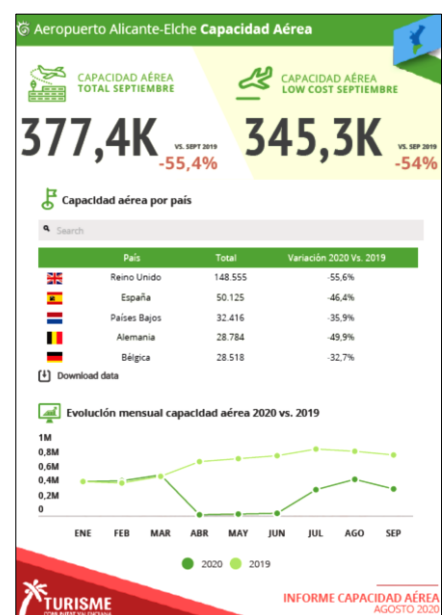 Aeropuerto Alicante-Elche Capacidad Aérea
CAPACIDAD AÉREA
TOTAL SEPTIEMBRE
CAPACIDAD AÉREA
LOW COST SEPTIEMBRE
377,4K
VS. SEPT 2019
-55,4%
345,3K
VS. SEP 2019
-54%
Capacidad aérea por país
Search
País Total Variación 2020 Vs. 2019
Reino Unido 148.555 -55,6%
España 50.125 -46,4%
Países Bajos 32.416 -35,9%
Alemania 28.784 -49,9%
Bélgica 28.518 -32,7%
Download data
Evolución mensual capacidad aérea 2020 vs. 2019
1M
0,8M
0,6M
0,4M
0,2M
0
ENE FEB MAR ABR MAY JUN JUL AGO SEP
2020 2019
TURISME
INFORME CAPACIDAD AÉREA
AGOSTO 2020